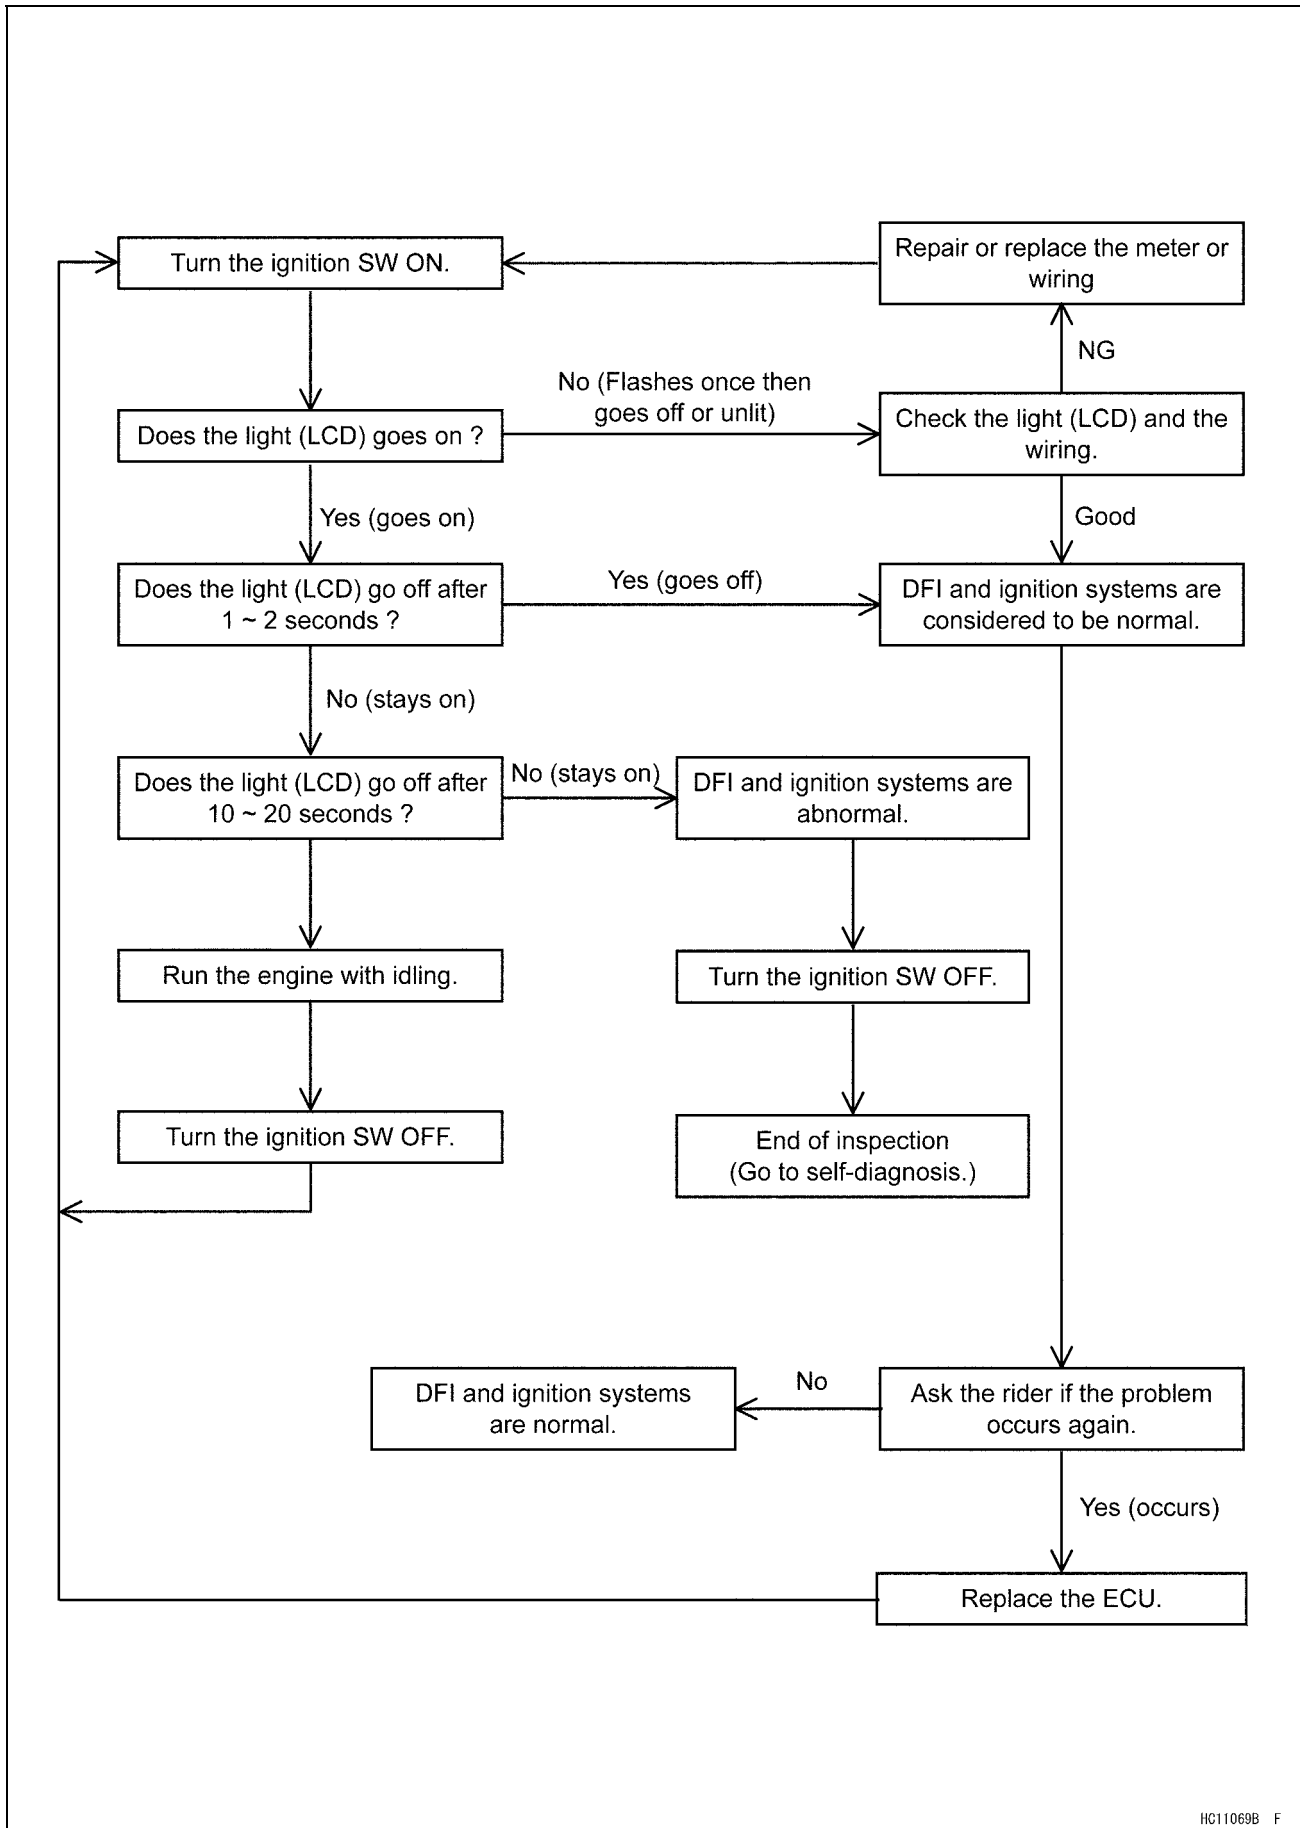 Turn the ignition SW ON.
Repair or replace the meter or
wiring
NG
No (Flashes once then
goes off or unlit)
Does the light (LCD) goes on ?
Check the light (LCD) and the
wiring.
Yes (goes on)
Good
Does the light (LCD) go off after
1 ~ 2 seconds ?
Yes (goes off)
DFI and ignition systems are
considered to be normal.
No (stays on)
Does the light (LCD) go off after
10 ~ 20 seconds ?
No (stays on)
DFI and ignition systems are
abnormal.
Run the engine with idling.
Turn the ignition SW OFF.
Turn the ignition SW OFF.
End of inspection
(Go to self-diagnosis.)
DFI and ignition systems
are normal.
No
Ask the rider if the problem
occurs again.
Yes (occurs)
Replace the ECU.
HC11069B F